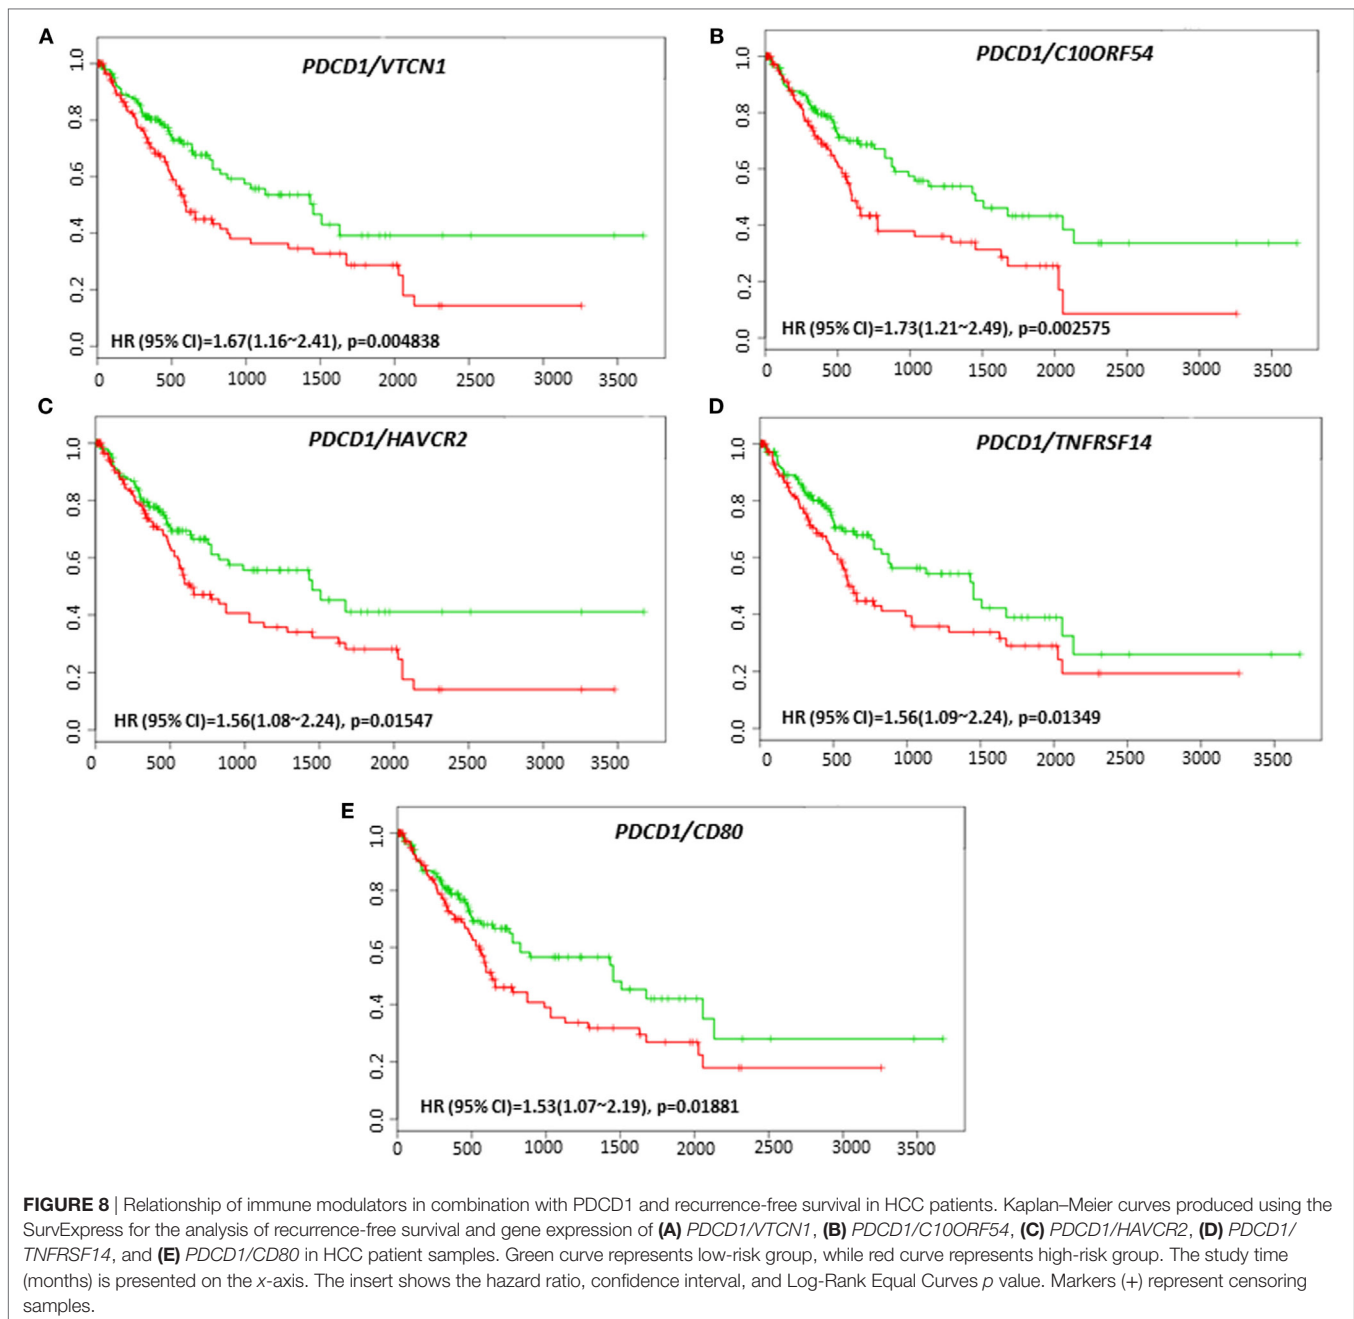 A
PDCD1/VTCN1
1.0
0.8
0.6
0.4
0.2
0.0
HR (95% CI)=1.67(1.16~2.41), p=0.004838
0 500 1000 1500 2000 2500 3000 3500
B
PDCD1/C10ORF54
1.0
0.8
0.6
0.4
0.2
0.0
HR (95% CI)=1.73(1.21~2.49), p=0.002575
0 500 1000 1500 2000 2500 3000 3500
C
PDCD1/HAVCR2
1.0
0.8
0.6
0.4
0.2
0.0
HR (95% CI)=1.56(1.08~2.24), p=0.01547
0 500 1000 1500 2000 2500 3000 3500
D
PDCD1/TNFRSF14
1.0
0.8
0.6
0.4
0.2
0.0
HR (95% CI)=1.56(1.09~2.24), p=0.01349
0 500 1000 1500 2000 2500 3000 3500
E
PDCD1/CD80
1.0
0.8
0.6
0.4
0.2
0.0
HR (95% CI)=1.53(1.07~2.19), p=0.01881
0 500 1000 1500 2000 2500 3000 3500
FIGURE 8 | Relationship of immune modulators in combination with PDCD1 and recurrence-free survival in HCC patients. Kaplan–Meier curves produced using the
SurvExpress for the analysis of recurrence-free survival and gene expression of (A) PDCD1/VTCN1, (B) PDCD1/C10ORF54, (C) PDCD1/HAVCR2, (D) PDCD1/
TNFRSF14, and (E) PDCD1/CD80 in HCC patient samples. Green curve represents low-risk group, while red curve represents high-risk group. The study time
(months) is presented on the x-axis. The insert shows the hazard ratio, confidence interval, and Log-Rank Equal Curves p value. Markers (+) represent censoring
samples.